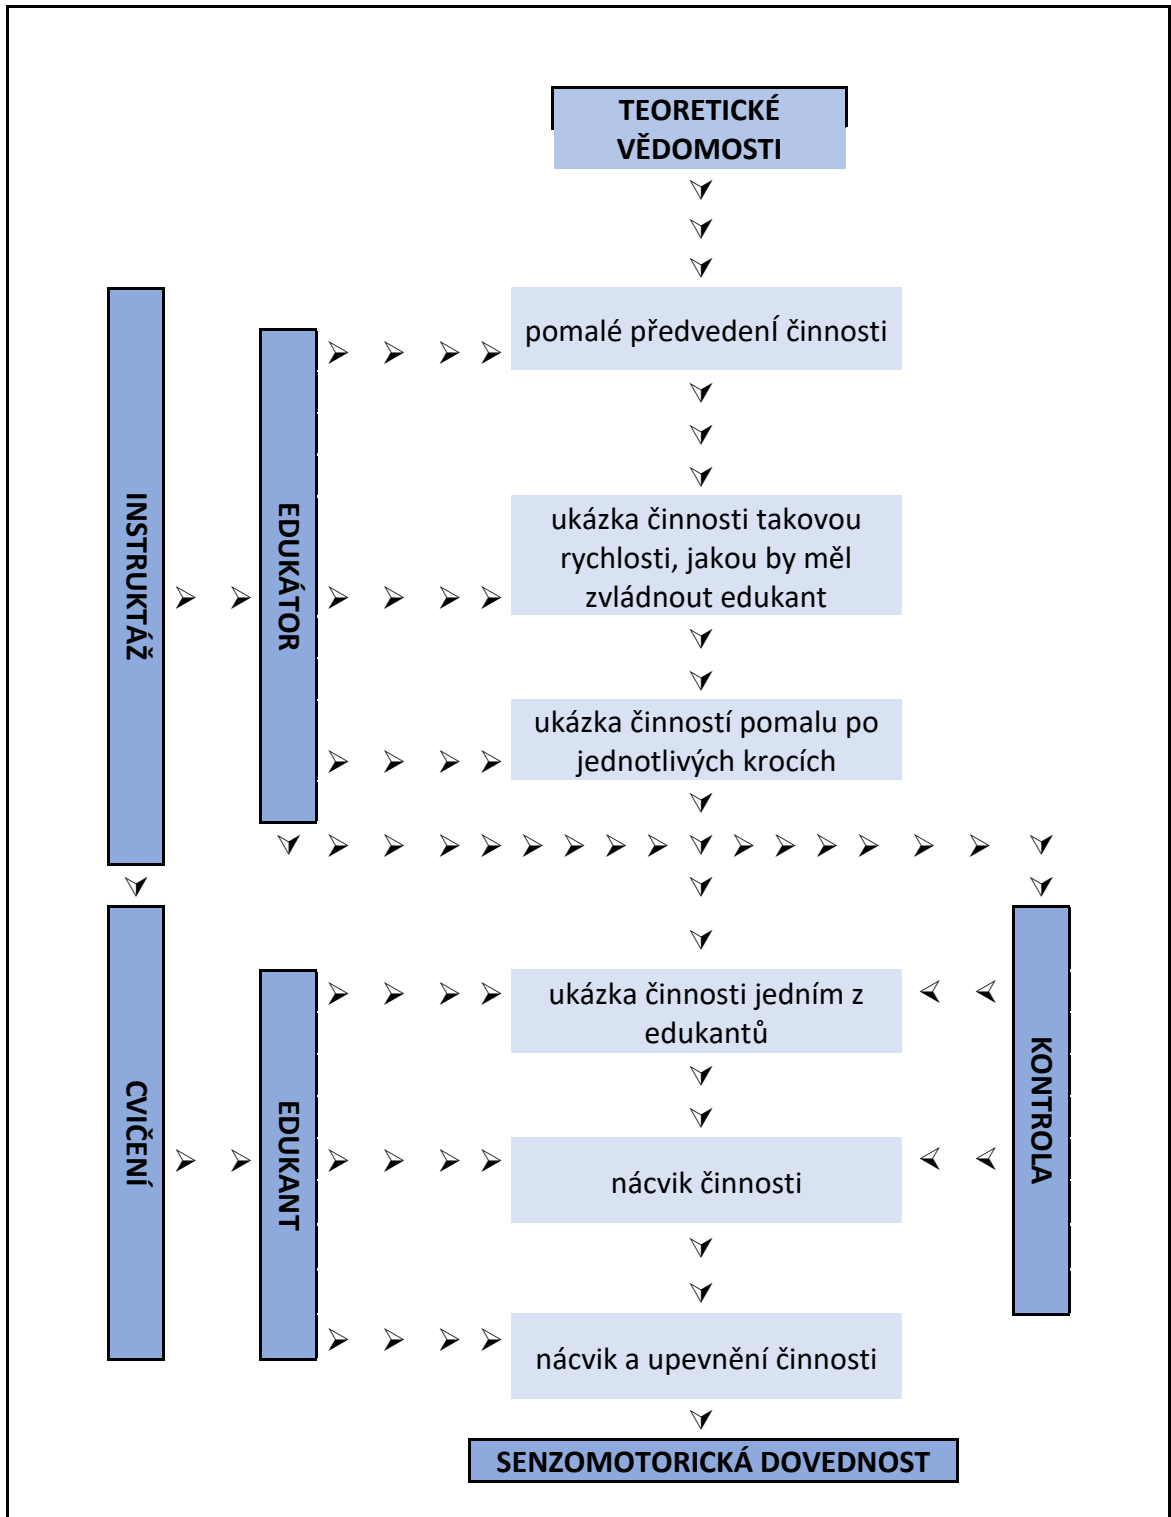 TEORETICKÉ
VĚDOMOSTI
pomalé předvedenÍ činnosti
INSTRUKTÁŽ
EDUKÁTOR
ukázka činnosti takovou
rychlosti, jakou by měl
zvládnout edukant
ukázka činností pomalu po
jednotlivých krocích
CVIČENÍ
EDUKANT
ukázka činnosti jedním z
edukantů
KONTROLA
nácvik činnosti
nácvik a upevnění činnosti
SENZOMOTORICKÁ DOVEDNOST